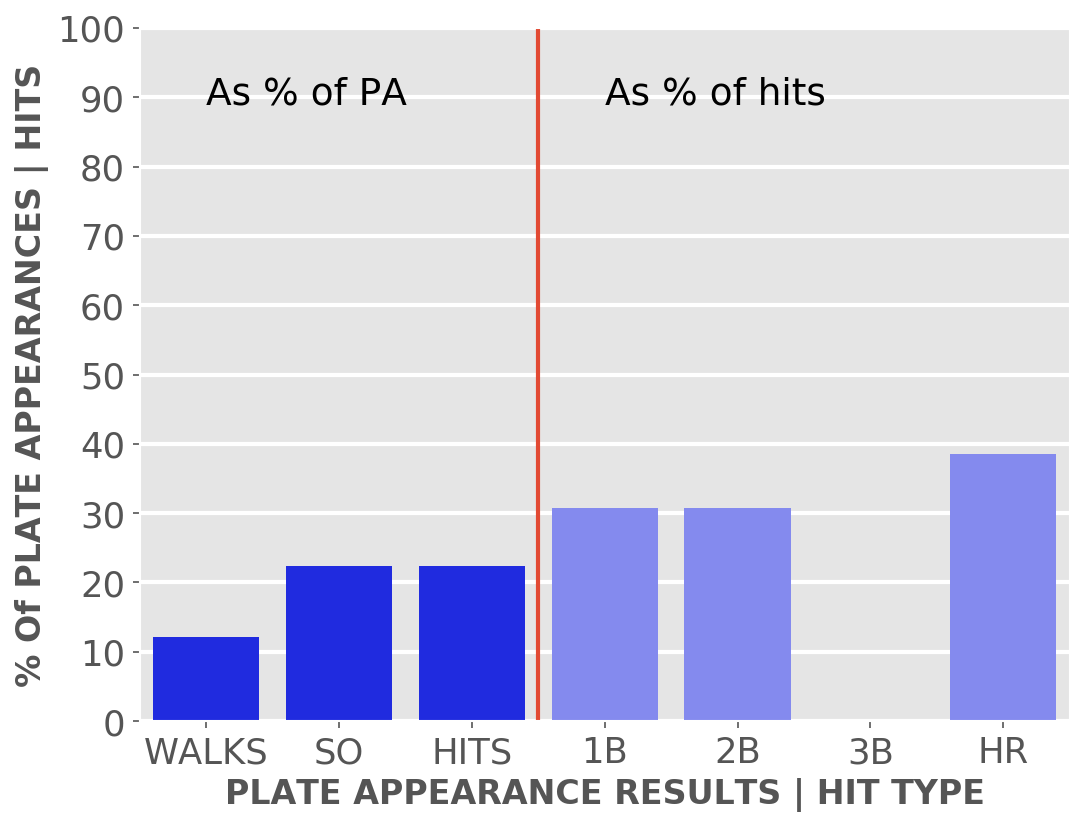 % Of PLATE APPEARANCES | HITS
100
90
80
70
60
50
40
30
20
10
0
As % of PA
As % of hits
WALKS SO HITS 1B 2B 3B HR
PLATE APPEARANCE RESULTS | HIT TYPE